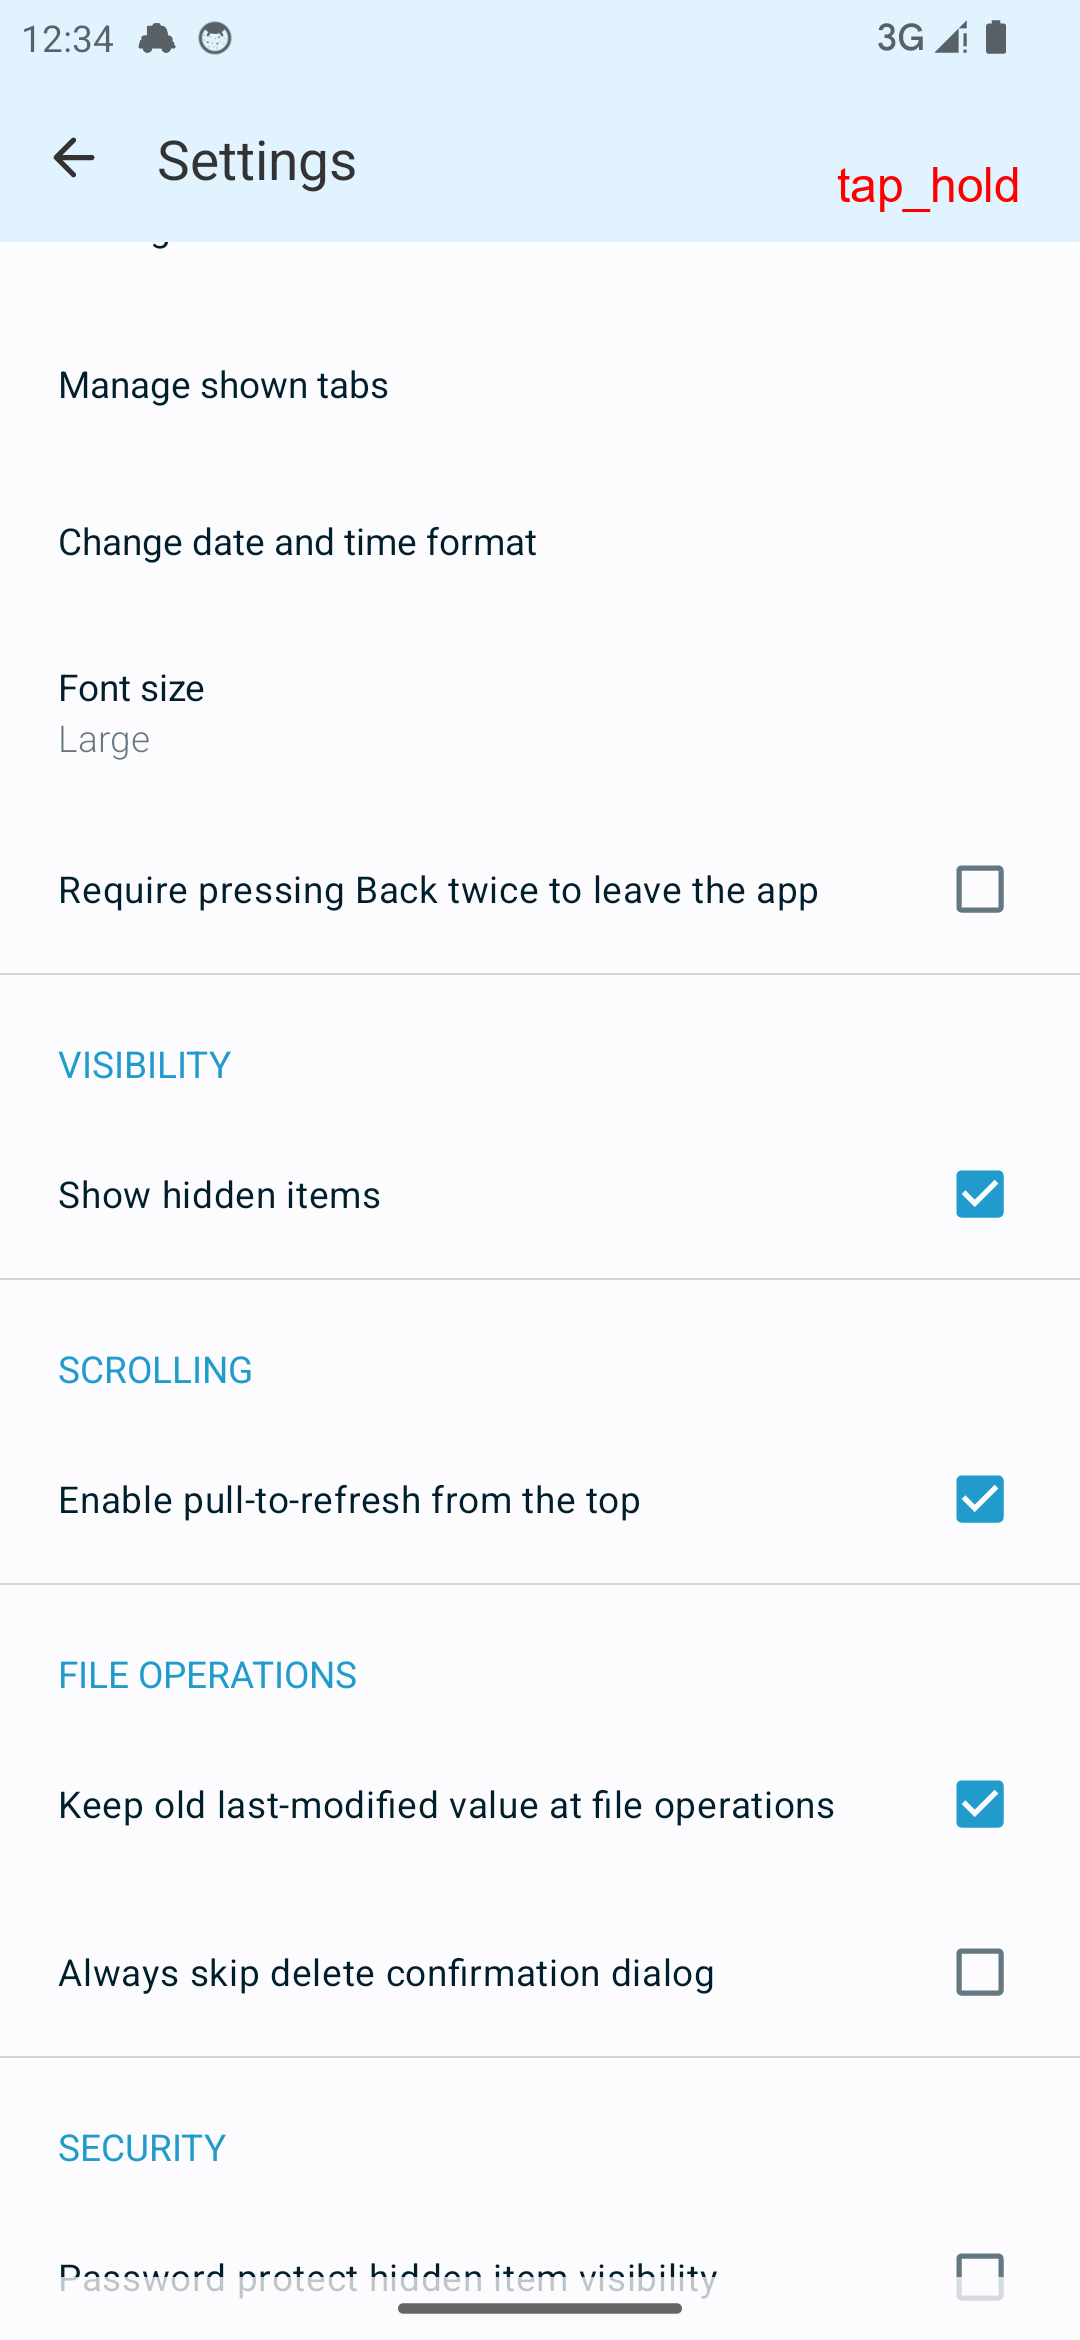 12:34
3G
Settings
tap_hold
Manage shown tabs
Change date and time format
Font size
Large
Require pressing Back twice to leave the app
VISIBILITY
Show hidden items
SCROLLING
Enable pull-to-refresh from the top
FILE OPERATIONS
Keep old last-modified value at file operations
Always skip delete confirmation dialog
SECURITY
Password protect hidden item visibility